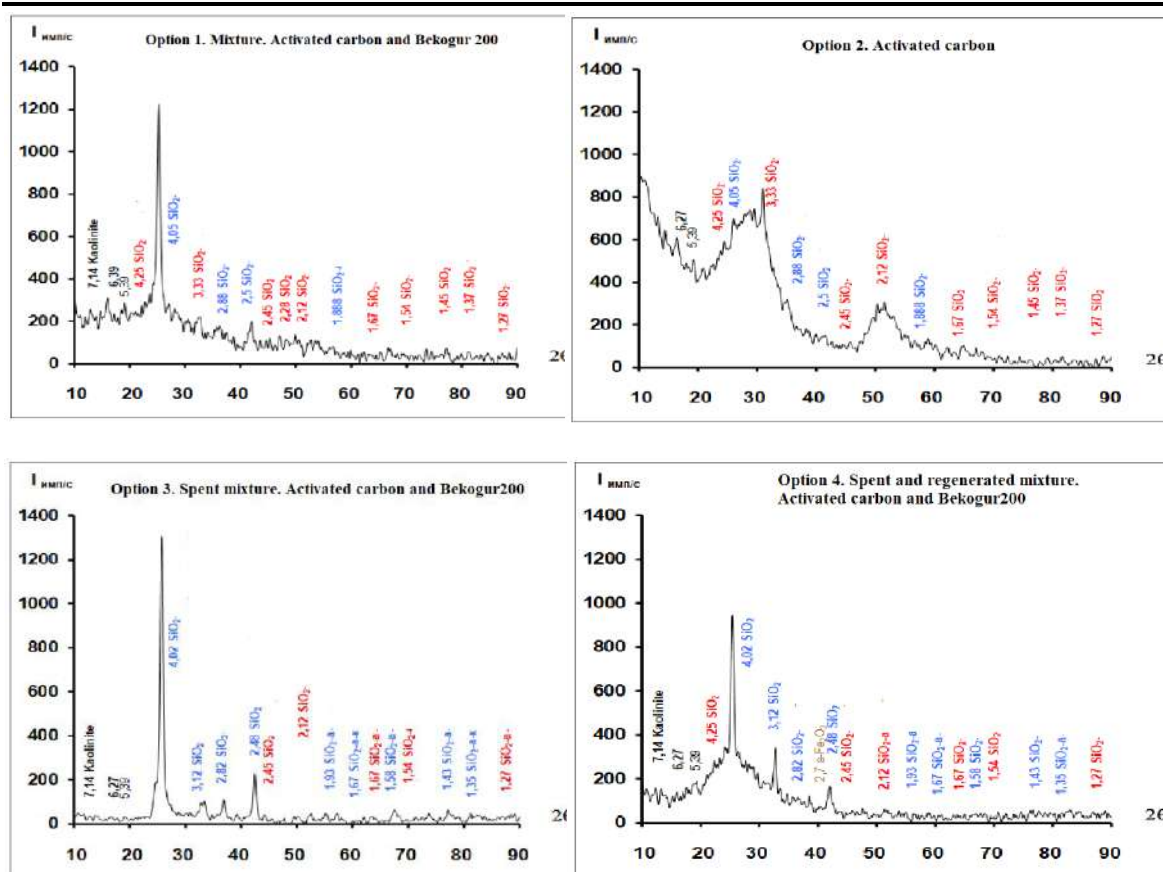 I имп/с
Option 1. Mixture. Activated carbon and Bekogur 200
1400
1200
1000
800
600
400
200
0
7,14 Kaolinite
6,39
5,39
4,25 SiO₂
4,05 SiO₂-
3,33 SiO₂-
2,88 SiO₂-
2,5 SiO₂-
2,45 SiO₂
2,28 SiO₂
2,12 SiO₂-
1,888 SiO₂-
1,67 SiO₂-
1,54 SiO₂-
1,45 SiO₂
1,37 SiO₂-
1,27 SiO₂-
10 20 30 40 50 60 70 80 90
I имп/с
Option 2. Activated carbon
1400
1200
1000
800
600
400
200
0
6,27
5,39
4,25 SiO₂-
4,05 SiO₂-
3,33 SiO₂-
2,88 SiO₂-
2,5 SiO₂-
2,45 SiO₂-
2,12 SiO₂-
1,888 SiO₂-
1,67 SiO₂-
1,54 SiO₂-
1,45 SiO₂-
1,37 SiO₂-
1,27 SiO₂-
10 20 30 40 50 60 70 80 90
I имп/с
Option 3. Spent mixture. Activated carbon and Bekogur200
1400
1200
1000
800
600
400
200
0
7,14 Kaolinite
6,27
5,39
4,02 SiO₂-
3,12 SiO₂
2,82 SiO₂
2,48 SiO₂
2,45 SiO₂
2,12 SiO₂-
1,93 SiO₂-a-
1,67 SiO₂-a-
1,67 SiO₂-a-
1,58 SiO₂-a-
1,54 SiO₂-
1,43 SiO₂-a-
1,35 SiO₂-a-
1,27 SiO₂-a-
10 20 30 40 50 60 70 80 90
I имп/с
Option 4. Spent and regenerated mixture.
Activated carbon and Bekogur200
1400
1200
1000
800
600
400
200
0
7,14 Kaolinite
6,27
5,39
4,25 SiO₂
4,02 SiO₂
3,12 SiO₂
2,82 SiO₂-
2,7 a-Fe₂O₃
2,48 SiO₂
2,45 SiO₂-
2,12 SiO₂-a
1,93 SiO₂-a
1,67 SiO₂-a-
1,67 SiO₂-
1,58 SiO₂-
1,54 SiO₂
1,43 SiO₂-
1,35 SiO₂-a-
1,27 SiO₂-
10 20 30 40 50 60 70 80 90